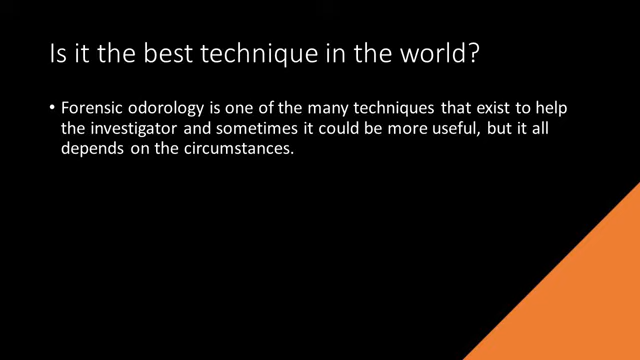 Is it the best technique in the world?
• Forensic odorology is one of the many techniques that exist to help
the investigator and sometimes it could be more useful, but it all
depends on the circumstances.